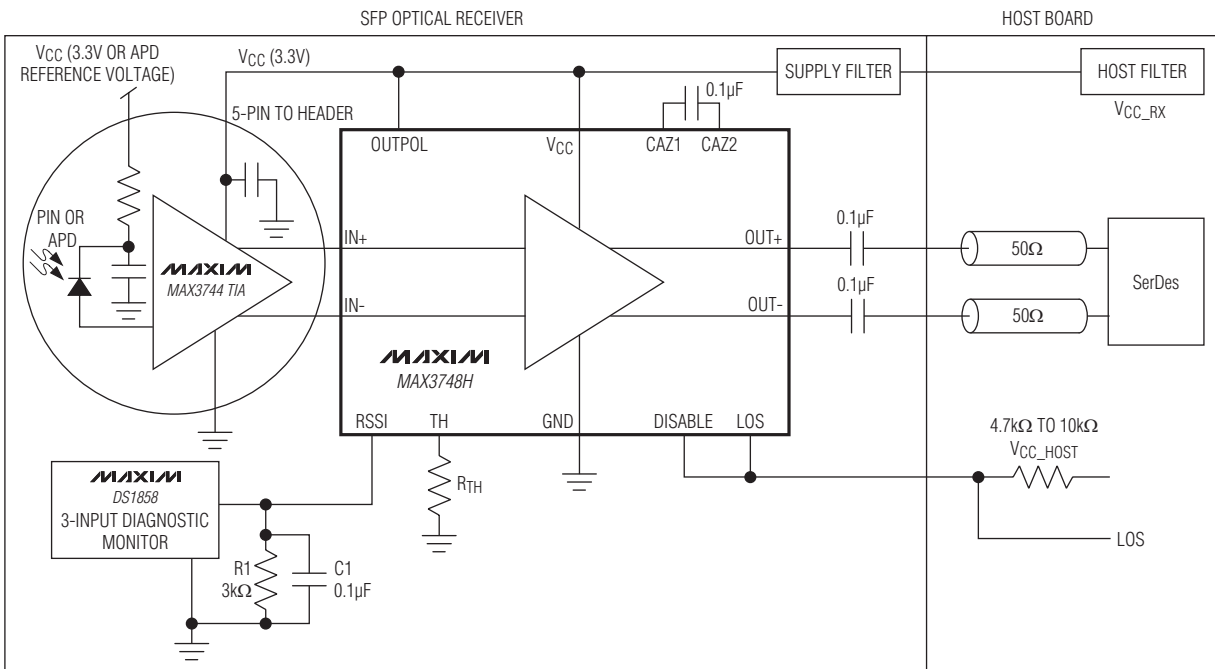 SFP OPTICAL RECEIVER
HOST BOARD
VCC (3.3V OR APD
REFERENCE VOLTAGE)
VCC (3.3V)
SUPPLY FILTER
HOST FILTER
VCC_RX
0.1µF
5-PIN TO HEADER
OUTPOL
VCC
CAZ1
CAZ2
PIN OR
APD
MAXIM
MAX3744 TIA
IN+
IN-
OUT+
OUT-
0.1µF
0.1µF
50Ω
50Ω
SerDes
MAXIM
MAX3748H
RSSI
TH
GND
DISABLE
LOS
4.7kΩ TO 10kΩ
VCC_HOST
RTH
LOS
MAXIM
DS1858
3-INPUT DIAGNOSTIC
MONITOR
R1
3kΩ
C1
0.1µF